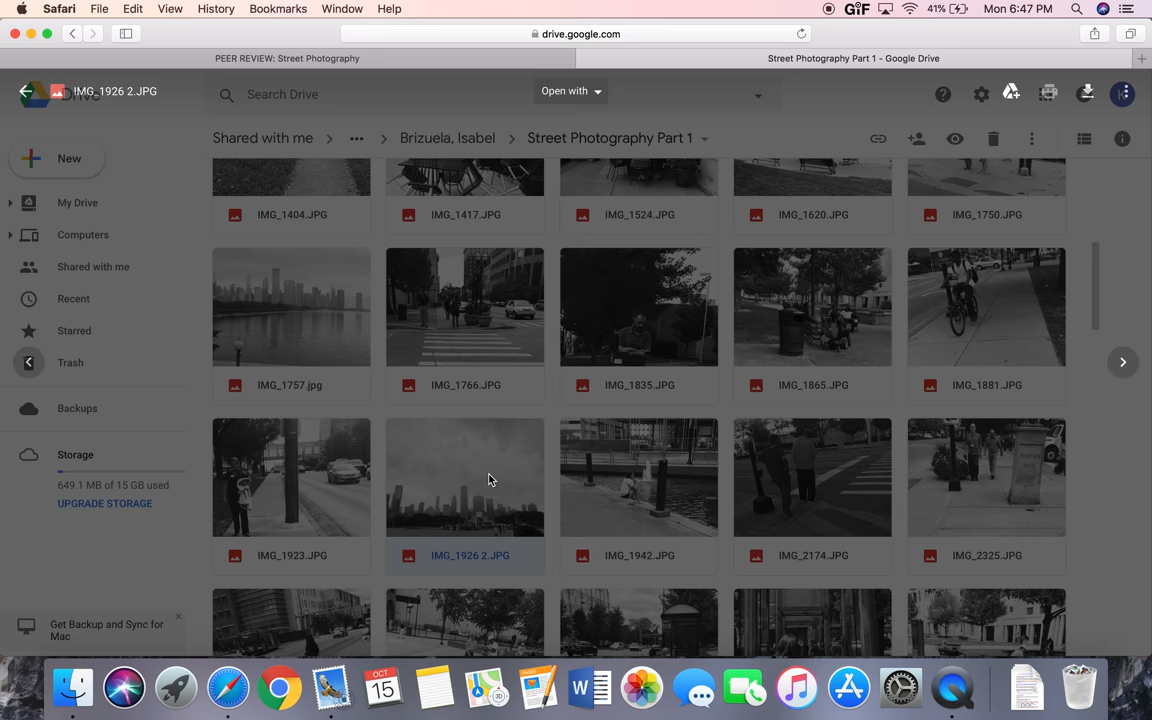 Safari File Edit View History Bookmarks Window Help GIF 41% Mon 6:47 PM
drive.google.com
PEER REVIEW: Street Photography Street Photography Part 1 - Google Drive
IMG_1926 2.JPG Search Drive Open with
Shared with me ••• Brizuela, Isabel Street Photography Part 1
New
My Drive
Computers
Shared with me
Recent
Starred
Trash
Backups
Storage
649.1 MB of 15 GB used
UPGRADE STORAGE
Get Backup and Sync for
Mac
IMG_1404.JPG IMG_1417.JPG IMG_1524.JPG IMG_1620.JPG IMG_1750.JPG
IMG_1757.jpg IMG_1766.JPG IMG_1835.JPG IMG_1865.JPG IMG_1881.JPG
IMG_1923.JPG IMG_1926 2.JPG IMG_1942.JPG IMG_2174.JPG IMG_2325.JPG
OCT
15
W
3D
DOC